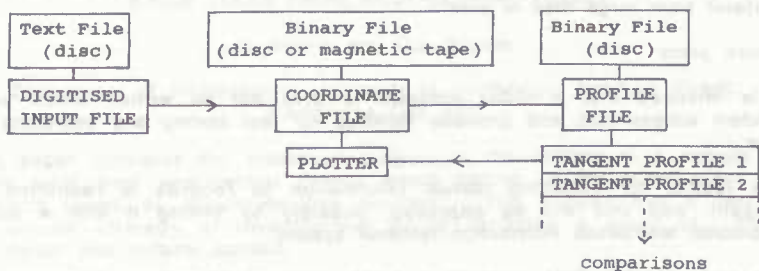 Text File
(disc)
Binary File
(disc or magnetic tape)
Binary File
(disc)
DIGITISED
INPUT FILE
COORDINATE
FILE
PROFILE
FILE
PLOTTER
TANGENT PROFILE 1
TANGENT PROFILE 2
comparisons